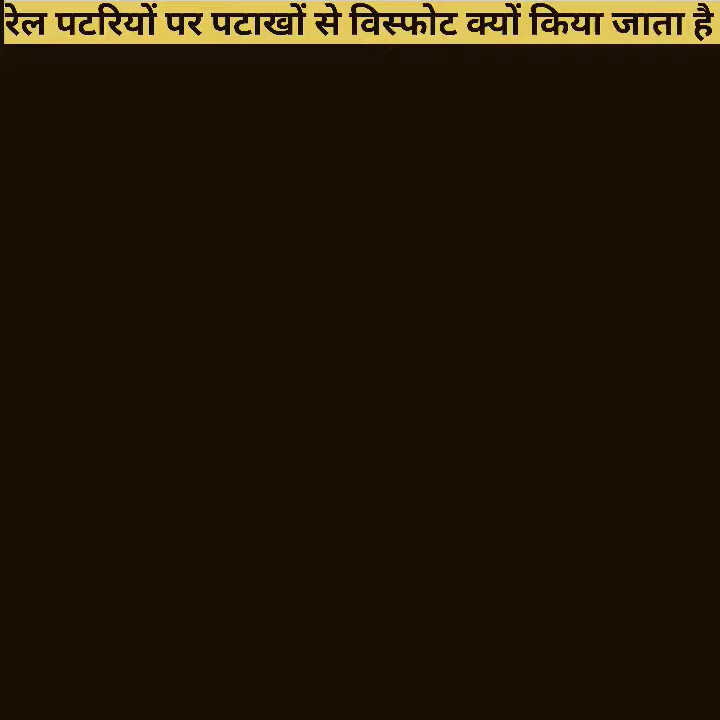 रेल पटरियों पर पटाखों से विस्फोट क्यों किया जाता है